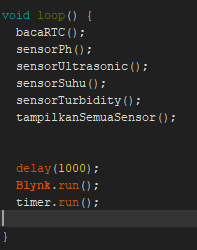 void loop() {
bacaRTC();
sensorPh();
sensorUltrasonic();
sensorSuhu();
sensorTurbidity();
tampilkanSemuaSensor();
delay(1000);
Blynk.run();
timer.run();
}